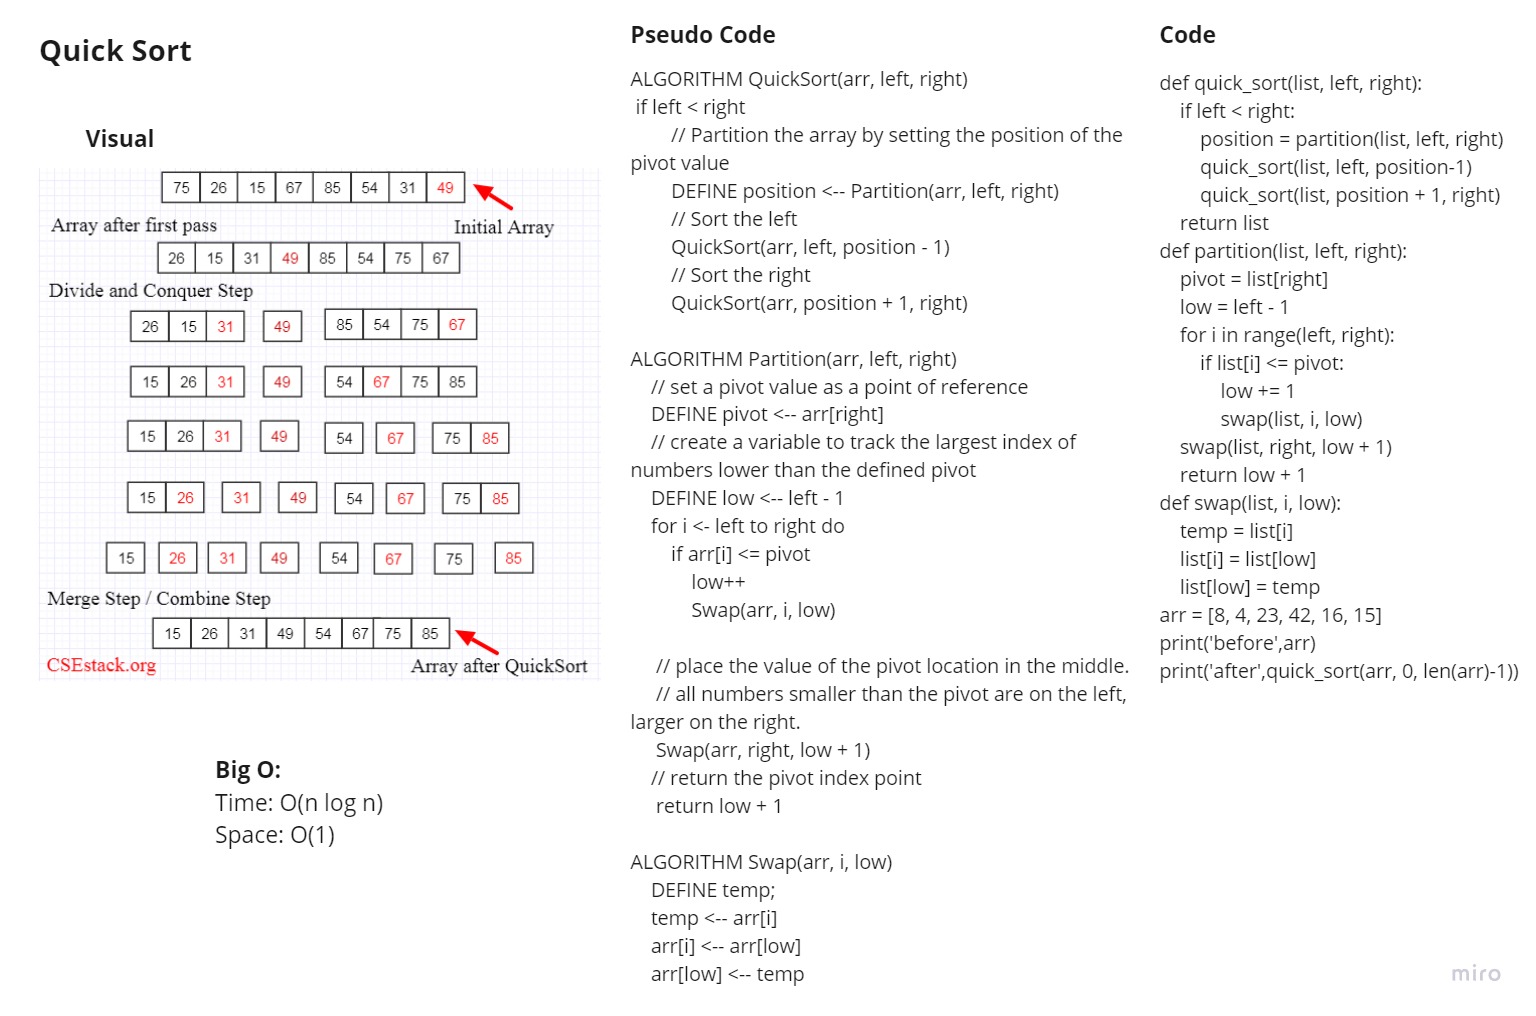 Quick Sort
Visual
75 26 15 67 85 54 31 49
Array after first pass
Initial Array
26 15 31 49 85 54 75 67
Divide and Conquer Step
26 15 31 49 85 54 75 67
15 26 31 49 54 67 75 85
15 26 31 49 54 67 75 85
15 26 31 49 54 67 75 85
15 26 31 49 54 67 75 85
Merge Step / Combine Step
15 26 31 49 54 67 75 85
CSEstack.org
Array after QuickSort
Big O:
Time: O(n log n)
Space: O(1)
Pseudo Code
ALGORITHM QuickSort(arr, left, right)
if left < right
// Partition the array by setting the position of the
pivot value
DEFINE position <-- Partition(arr, left, right)
// Sort the left
QuickSort(arr, left, position - 1)
// Sort the right
QuickSort(arr, position + 1, right)
ALGORITHM Partition(arr, left, right)
// set a pivot value as a point of reference
DEFINE pivot <-- arr[right]
// create a variable to track the largest index of
numbers lower than the defined pivot
DEFINE low <-- left - 1
for i <- left to right do
if arr[i] <= pivot
low++
Swap(arr, i, low)
// place the value of the pivot location in the middle.
// all numbers smaller than the pivot are on the left,
larger on the right.
Swap(arr, right, low + 1)
// return the pivot index point
return low + 1
ALGORITHM Swap(arr, i, low)
DEFINE temp;
temp <-- arr[i]
arr[i] <-- arr[low]
arr[low] <-- temp
Code
def quick_sort(list, left, right):
if left < right:
position = partition(list, left, right)
quick_sort(list, left, position-1)
quick_sort(list, position + 1, right)
return list
def partition(list, left, right):
pivot = list[right]
low = left - 1
for i in range(left, right):
if list[i] <= pivot:
low += 1
swap(list, i, low)
swap(list, right, low + 1)
return low + 1
def swap(list, i, low):
temp = list[i]
list[i] = list[low]
list[low] = temp
arr = [8, 4, 23, 42, 16, 15]
print('before',arr)
print('after',quick_sort(arr, 0, len(arr)-1))
miro